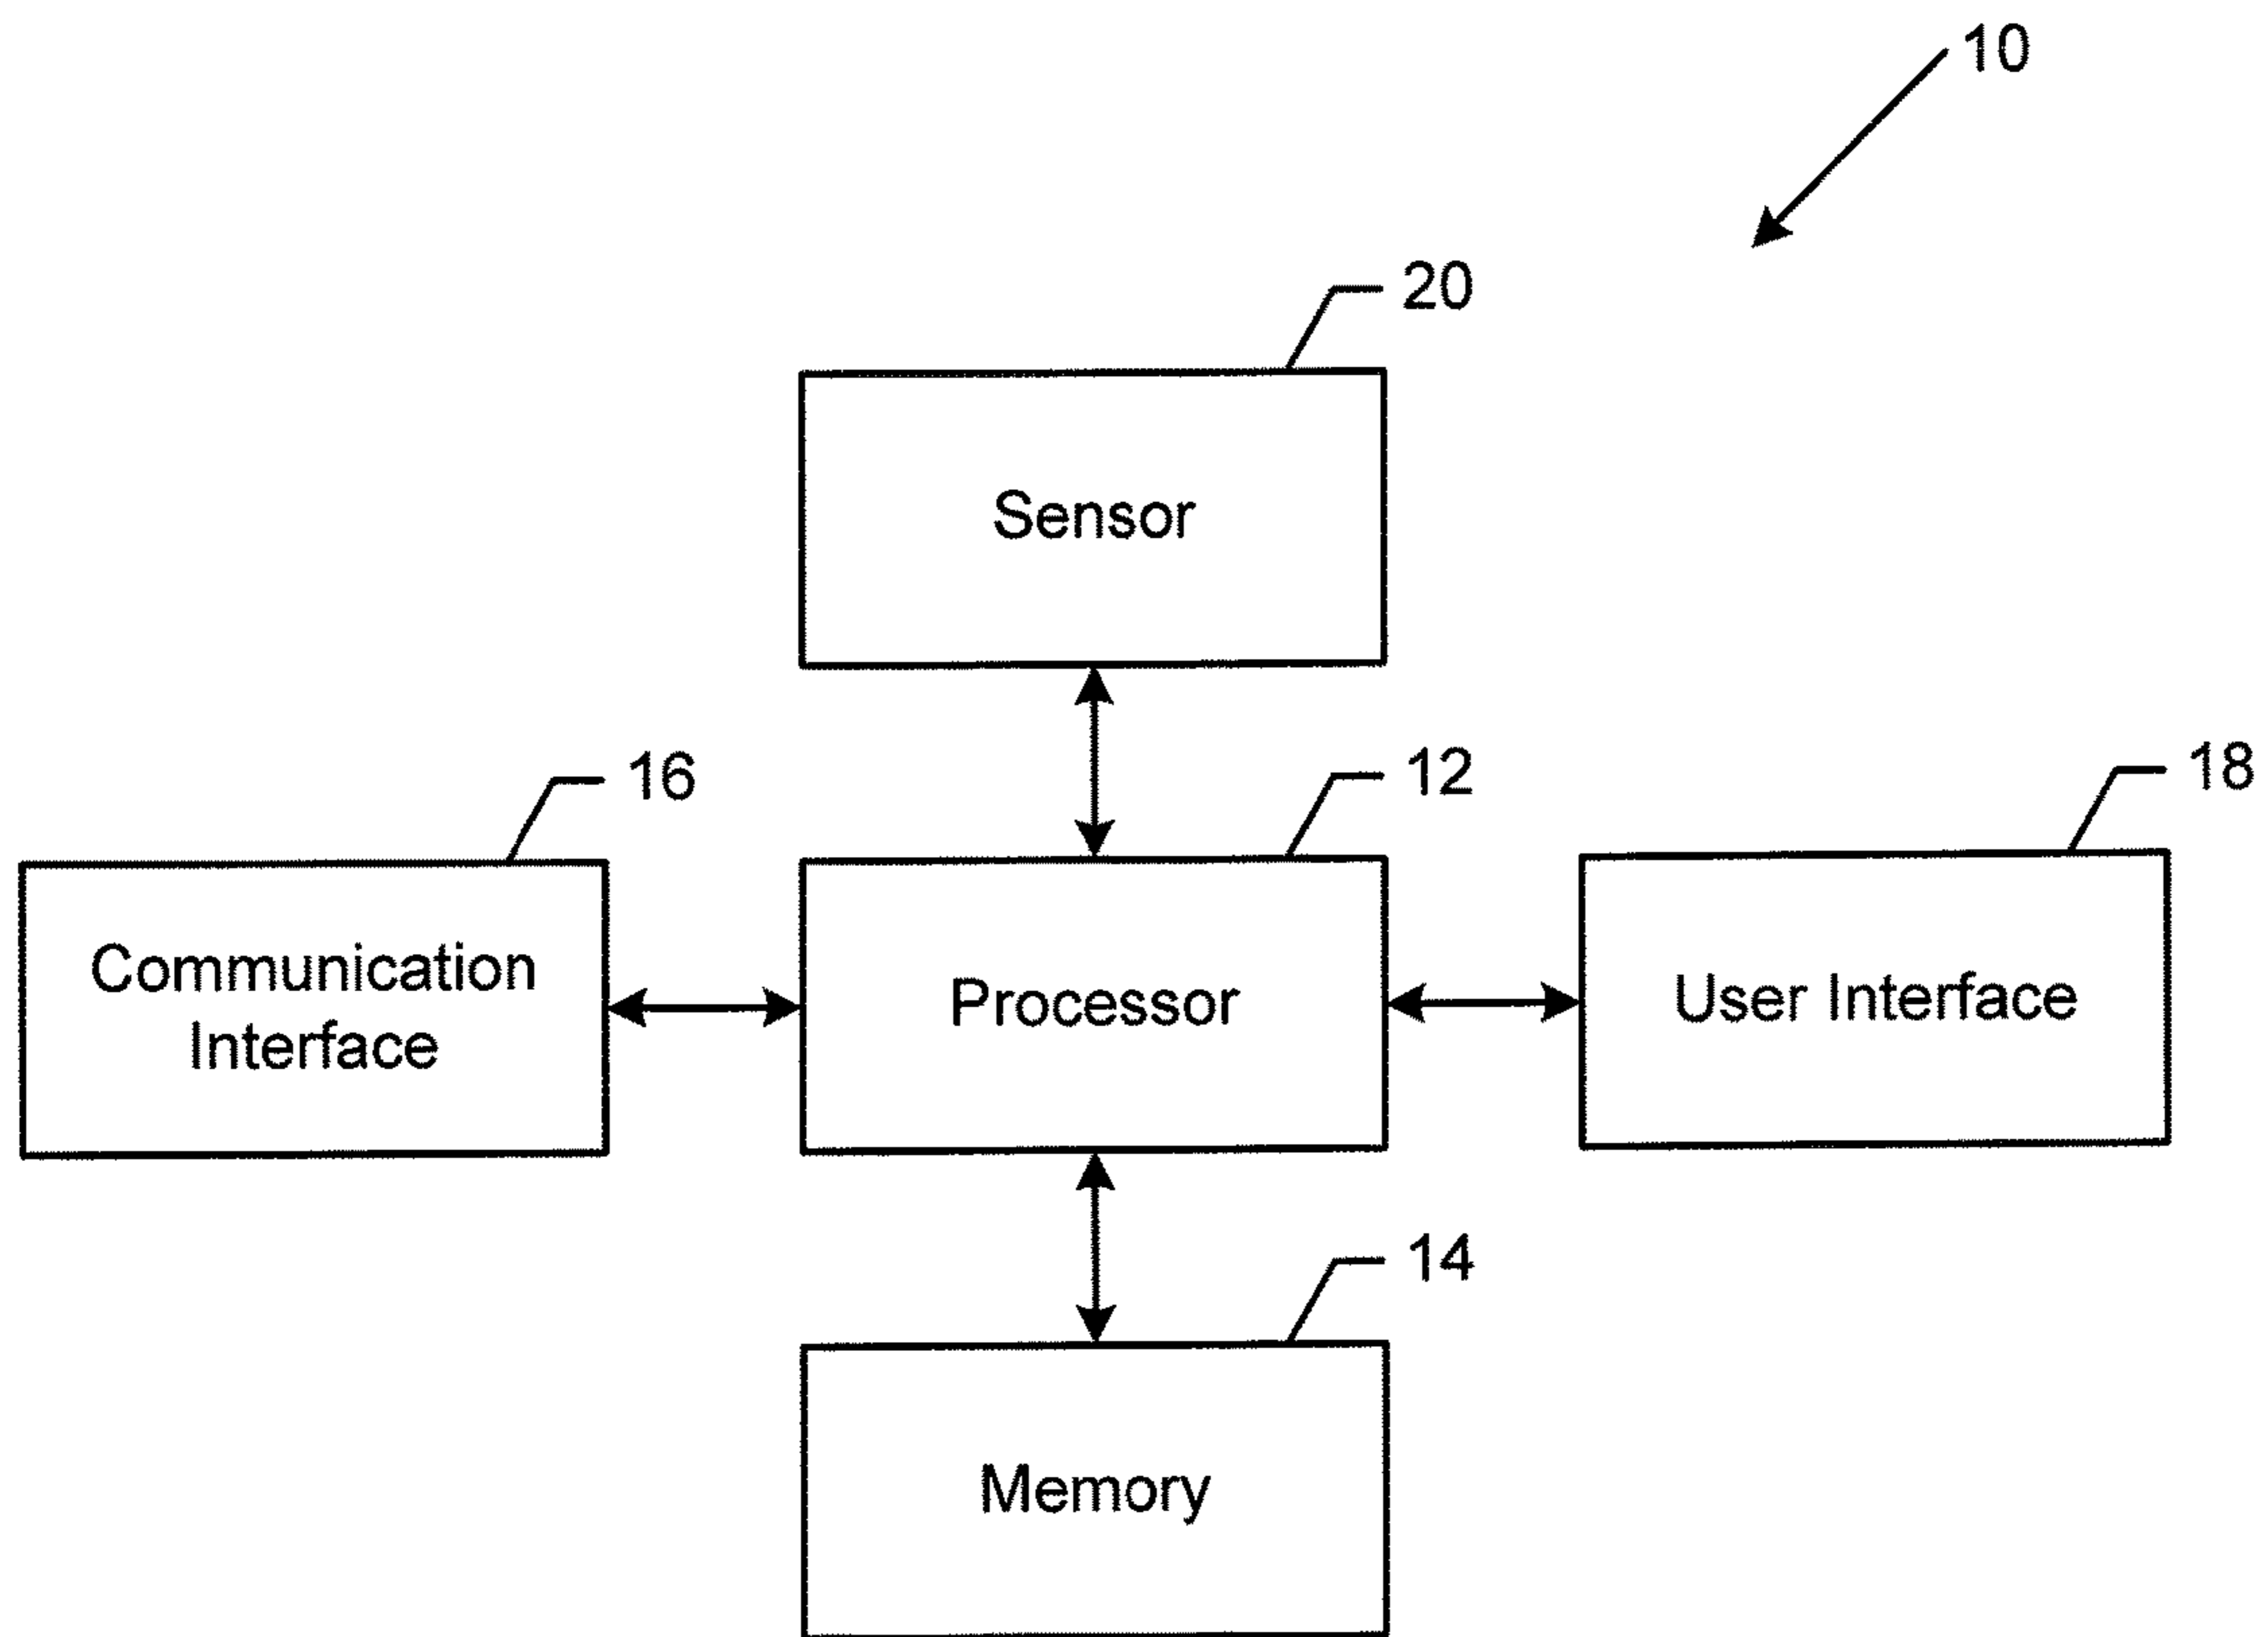 10
20
Sensor
16
12
18
Communication
Interface
Processor
User Interface
14
Memory